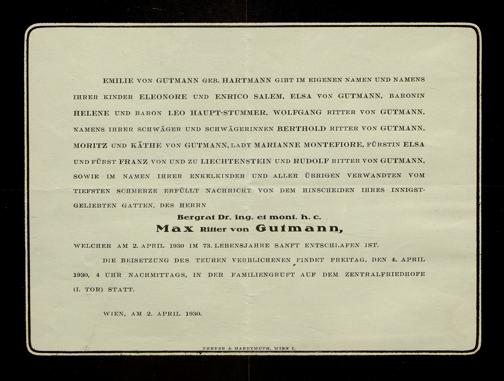 EMILIE VON GUTMANN GEB. HARTMANN GIBT IM EIGENEN NAMEN UND NAMENS
IHRER KINDER ELEONORE UND ENRICO SALEM, ELSA VON GUTMANN, BARONIN
HELENE UND BARON LEO HAUPT-STUMMER, WOLFGANG RITTER VON GUTMANN,
NAMENS IHRER SCHWÄGER UND SCHWÄGERINNEN BERTHOLD RITTER VON GUTMANN,
MORITZ UND KÄTHE VON GUTMANN, LADY MARIANNE MONTEFIORE, FÜRSTIN ELSA
UND FÜRST FRANZ VON UND ZU LIECHTENSTEIN UND RUDOLF RITTER VON GUTMANN,
SOWIE IM NAMEN IHRER ENKELKINDER UND ALLER ÜBRIGEN VERWANDTEN VOM
TIEFSTEN SCHMERZE ERFÜLLT NACHRICHT VON DEM HINSCHEIDEN IHRES INNIGST-
GELIEBTEN GATTEN, DES HERRN
Bergrat Dr. ing. et mont. h. c.
Max Ritter von Gutmann,
WELCHER AM 2. APRIL 1930 IM 73. LEBENSJAHRE SANFT ENTSCHLAFEN IST.
DIE BEISETZUNG DES TEUREN VERBLICHENEN FINDET FREITAG, DEN 4. APRIL
1930, 4 UHR NACHMITTAGS, IN DER FAMILIENGRUFT AUF DEM ZENTRALFRIEDHOFE
(I. TOR) STATT.
WIEN, AM 2. APRIL 1930.
& HARDTMUTH, WIEN I.